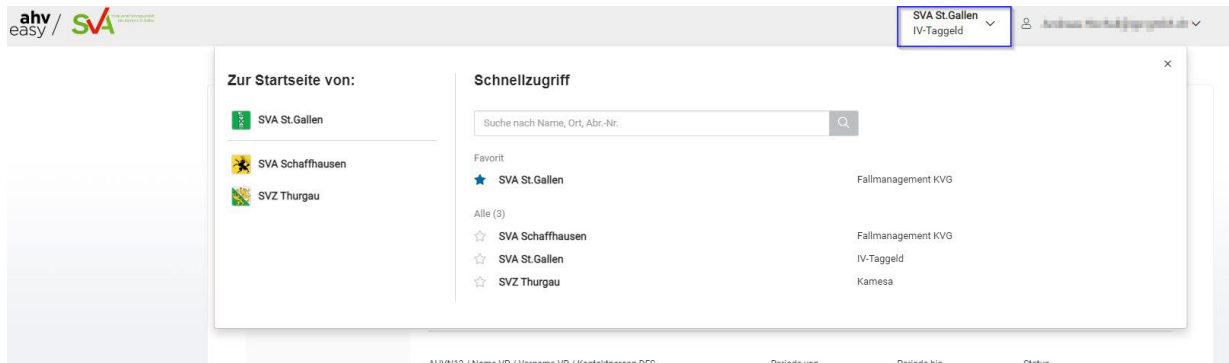 ahv
easy / SVA
SVA St.Gallen
IV-Taggeld
Zur Startseite von:
SVA St.Gallen
SVA Schaffhausen
SVZ Thurgau
Schnellzugriff
Suche nach Name, Ort, Abr.-Nr.
Favorit
SVA St.Gallen Fallmanagement KVG
Alle (3)
SVA Schaffhausen Fallmanagement KVG
SVA St.Gallen IV-Taggeld
SVZ Thurgau Kamesa